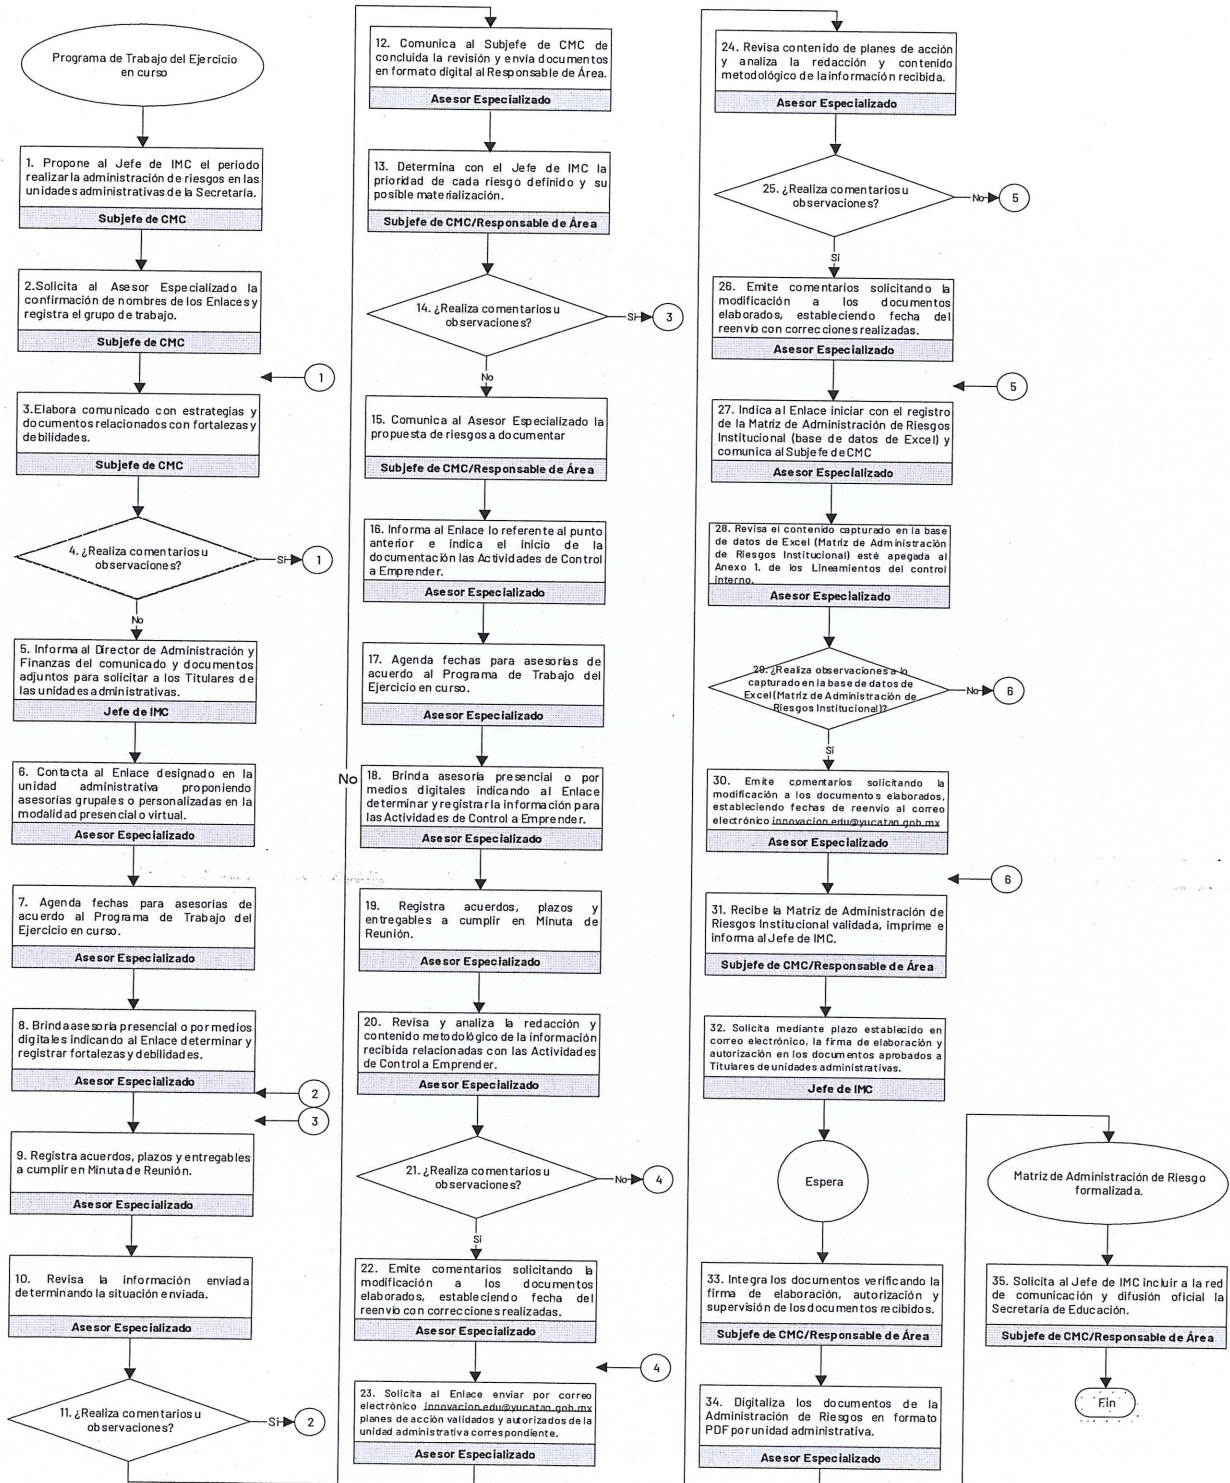 Programa de Trabajo del Ejercicio
en curso
1. Propone al Jefe de IMC el periodo
realizar la administración de riesgos en las
unidades administrativas de la Secretaría.
Subjefe de CMC
2.Solicita al Asesor Especializado la
confirmación de nombres de los Enlaces y
registra el grupo de trabajo.
Subjefe de CMC
1
3.Elabora comunicado con estrategias y
documentos relacionados con fortalezas y
debilidades.
Subjefe de CMC
4. ¿Realiza comentarios u
observaciones?
Si
1
No
5. Informa al Director de Administración y
Finanzas del comunicado y documentos
adjuntos para solicitar a los Titulares de
las unidades administrativas.
Jefe de IMC
6. Contacta al Enlace designado en la
unidad administrativa proponiendo
asesorías grupales o personalizadas en la
modalidad presencial o virtual.
Asesor Especializado
7. Agenda fechas para asesorías de
acuerdo al Programa de Trabajo del
Ejercicio en curso.
Asesor Especializado
8. Brinda asesoría presencial o por medios
digitales indicando al Enlace determinar y
registrar fortalezas y debilidades.
Asesor Especializado
2
3
9. Registra acuerdos, plazos y entregables
a cumplir en Minuta de Reunión.
Asesor Especializado
10. Revisa la información enviada
determinando la situación enviada.
Asesor Especializado
11. ¿Realiza comentarios u
observaciones?
Si
2
No
12. Comunica al Subjefe de CMC de
concluida la revisión y envía documentos
en formato digital al Responsable de Área.
Asesor Especializado
13. Determina con el Jefe de IMC la
prioridad de cada riesgo definido y su
posible materialización.
Subjefe de CMC/Responsable de Área
14. ¿Realiza comentarios u
observaciones?
Si
3
No
15. Comunica al Asesor Especializado la
propuesta de riesgos a documentar
Subjefe de CMC/Responsable de Área
16. Informa al Enlace lo referente al punto
anterior e indica el inicio de la
documentación las Actividades de Control
a Emprender.
Asesor Especializado
17. Agenda fechas para asesorías de
acuerdo al Programa de Trabajo del
Ejercicio en curso.
Asesor Especializado
18. Brinda asesoría presencial o por
medios digitales indicando al Enlace
determinar y registrar la información para
las Actividades de Control a Emprender.
Asesor Especializado
19. Registra acuerdos, plazos y
entregables a cumplir en Minuta de
Reunión.
Asesor Especializado
20. Revisa y analiza la redacción y
contenido metodológico de la información
recibida relacionadas con las Actividades
de Control a Emprender.
Asesor Especializado
21. ¿Realiza comentarios u
observaciones?
No
4
Sí
22. Emite comentarios solicitando la
modificación a los documentos
elaborados, estableciendo fecha del
reenvío con correcciones realizadas.
Asesor Especializado
4
23. Solicita al Enlace enviar por correo
electrónico innovacion.edu@yucatan.gob.mx
planes de acción validados y autorizados de la
unidad administrativa correspondiente.
Asesor Especializado
24. Revisa contenido de planes de acción
y analiza la redacción y contenido
metodológico de la información recibida.
Asesor Especializado
25. ¿Realiza comentarios u
observaciones?
No
5
Sí
26. Emite comentarios solicitando la
modificación a los documentos
elaborados, estableciendo fecha del
reenvío con correcciones realizadas.
Asesor Especializado
5
27. Indica al Enlace iniciar con el registro
de la Matriz de Administración de Riesgos
Institucional (base de datos de Excel) y
comunica al Subjefe de CMC
Asesor Especializado
28. Revisa el contenido capturado en la base
de datos de Excel (Matriz de Administración
de Riesgos Institucional) esté apegada al
Anexo 1. de los Lineamientos del control
interno.
Asesor Especializado
29. ¿Realiza observaciones a lo
capturado en la base de datos de
Excel (Matriz de Administración de
Riesgos Institucional)?
No
6
Sí
30. Emite comentarios solicitando la
modificación a los documentos elaborados,
estableciendo fechas de reenvío al correo
electrónico innovacion.edu@yucatan.gob.mx
Asesor Especializado
6
31. Recibe la Matriz de Administración de
Riesgos Institucional validada, imprime e
informa al Jefe de IMC.
Subjefe de CMC/Responsable de Área
32. Solicita mediante plazo establecido en
correo electrónico, la firma de elaboración y
autorización en los documentos aprobados a
Titulares de unidades administrativas.
Jefe de IMC
Espera
33. Integra los documentos verificando la
firma de elaboración, autorización y
supervisión de los documentos recibidos.
Subjefe de CMC/Responsable de Área
34. Digitaliza los documentos de la
Administración de Riesgos en formato
PDF por unidad administrativa.
Asesor Especializado
Matriz de Administración de Riesgo
formalizada.
35. Solicita al Jefe de IMC incluir a la red
de comunicación y difusión oficial la
Secretaría de Educación.
Subjefe de CMC/Responsable de Área
Fin